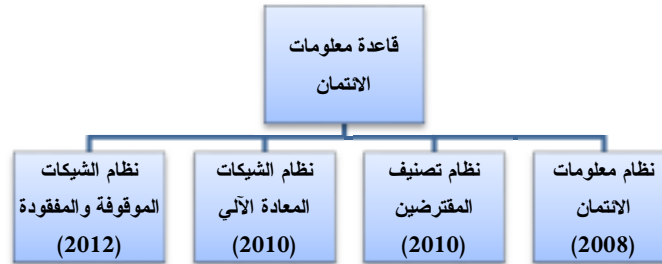 قاعدة معلومات
الائتمان
نظام معلومات
الائتمان
(2008)
نظام تصنيف
المقترضين
(2010)
نظام الشيكات
المعادة الآلي
(2010)
نظام الشيكات
الموقوفة والمفقودة
(2012)